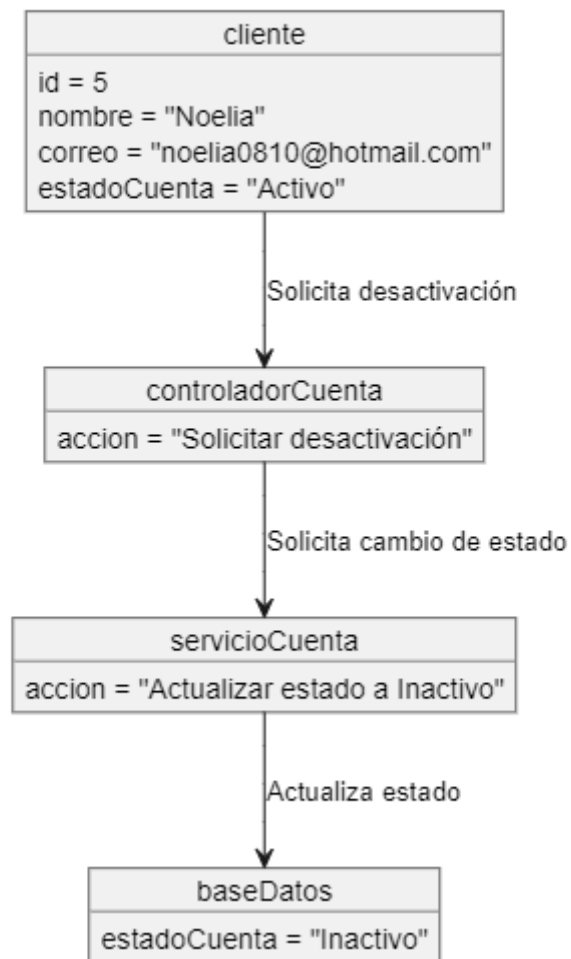 cliente
id = 5
nombre = "Noelia"
correo = "noelia0810@hotmail.com"
estadoCuenta = "Activo"
Solicita desactivación
controladorCuenta
accion = "Solicitar desactivación"
Solicita cambio de estado
servicioCuenta
accion = "Actualizar estado a Inactivo"
Actualiza estado
baseDatos
estadoCuenta = "Inactivo"